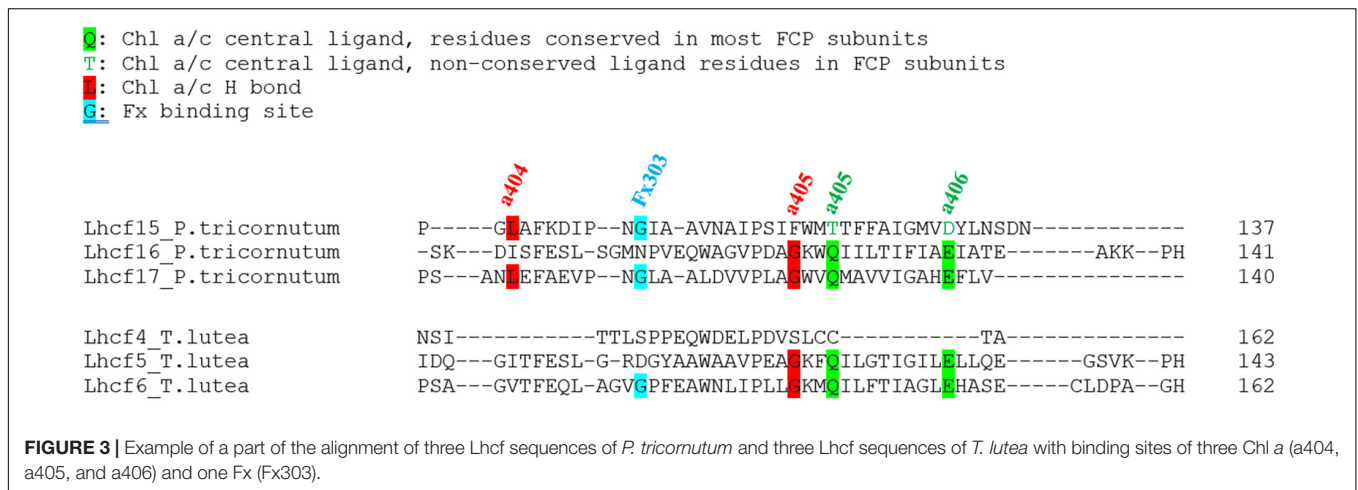 Q: Chl a/c central ligand, residues conserved in most FCP subunits
T: Chl a/c central ligand, non-conserved ligand residues in FCP subunits
L: Chl a/c H bond
G: Fx binding site
a404 Fx303 a405 a405 a406
Lhcf15_P.tricornutum P-----GLAFKDIP--NGIA-AVNAIPSIFWMTTFFAIGMVDYLNSDN------------ 137
Lhcf16_P.tricornutum -SK---DISFESL-SGMNPVEQWAGVPDAGKWQIILTIFIAEIATE-------AKK--PH 141
Lhcf17_P.tricornutum PS---ANLEFAEVP--NGLA-ALDVVPLAGWVQMAVVIGAHEFLV--------------- 140
Lhcf4_T.lutea NSI-----------TTLSPPEQWDELPDVSLCC-----------TA-------------- 162
Lhcf5_T.lutea IDQ---GITFESL-G-RDGYAAWAAVPEAGKFQILGTIGILELLQE------GSVK--PH 143
Lhcf6_T.lutea PSA---GVTFEQL-AGVGPFEAWNLIPLLGKMQILFTIAGLEHASE-----CLDPA--GH 162
FIGURE 3 | Example of a part of the alignment of three Lhcf sequences of P. tricornutum and three Lhcf sequences of T. lutea with binding sites of three Chl a (a404,
a405, and a406) and one Fx (Fx303).